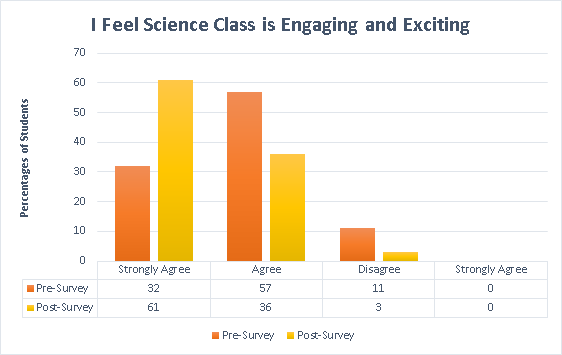 I Feel Science Class is Engaging and Exciting
Percentages of Students
70
60
50
40
30
20
10
0
Strongly Agree Agree Disagree Strongly Agree
Pre-Survey 32 57 11 0
Post-Survey 61 36 3 0
Pre-Survey Post-Survey